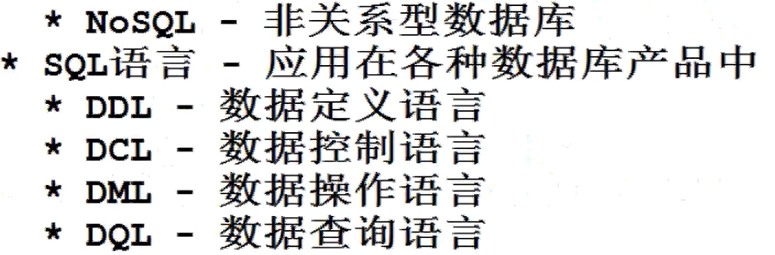 * NoSQL - 非关系型数据库
* SQL语言 - 应用在各种数据库产品中
* DDL - 数据定义语言
* DCL - 数据控制语言
* DML - 数据操作语言
* DQL - 数据查询语言